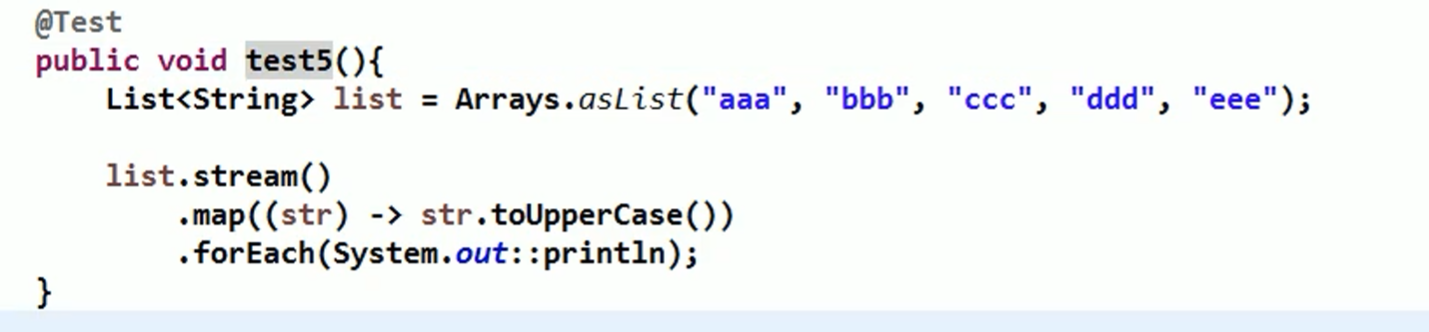 @Test
public void test5(){
    List<String> list = Arrays.asList("aaa", "bbb", "ccc", "ddd", "eee");

    list.stream()
        .map((str) -> str.toUpperCase())
        .forEach(System.out::println);
}